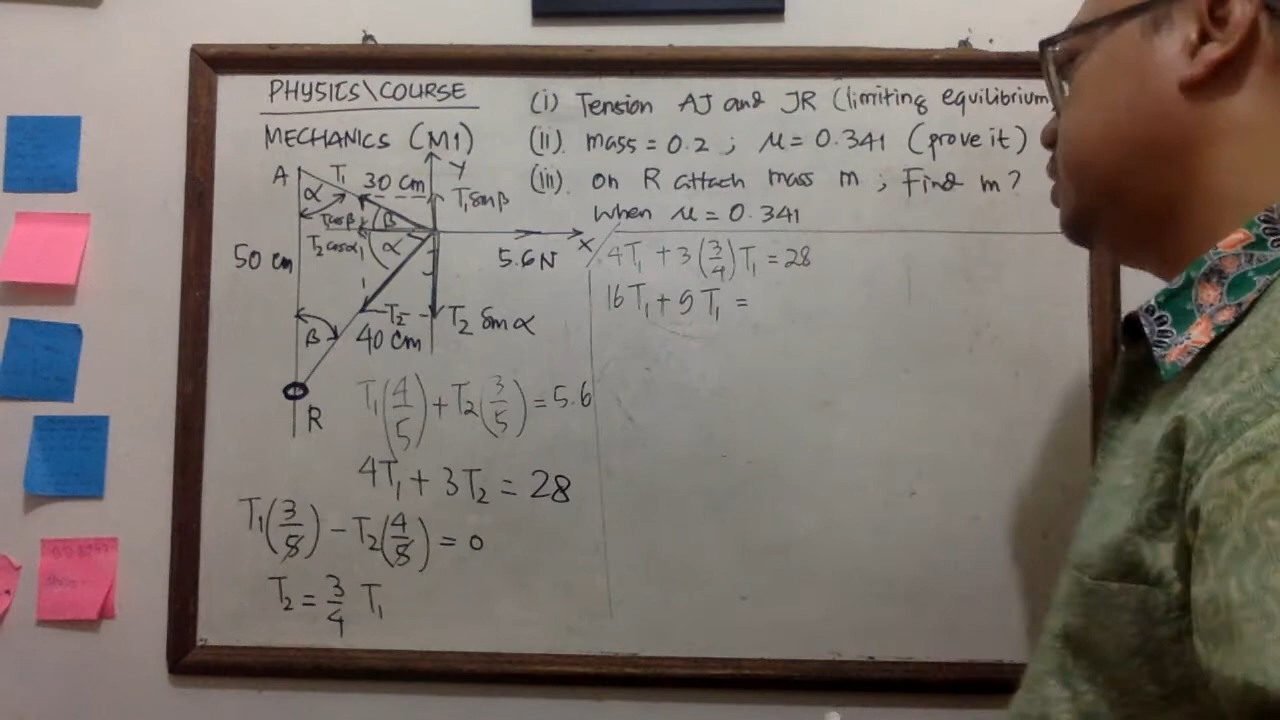 PHYSICS\COURSE
MECHANICS (M1)
(i) Tension AJ and JR (limiting equilibrium)
(ii) mass = 0.2 ; μ = 0.341 (prove it)
(iii) on R attach mass m ; Find m?
when μ = 0.341
A
α
T₁
30 cm
Y
T₁ sin β
T₁cos β
β
T₂ cos α
α
5.6N
X
50 cm
T₂
T₂ sin α
β
40 cm
R
T₁(4/5) + T₂(3/5) = 5.6
4T₁ + 3T₂ = 28
T₁(3/5) - T₂(4/5) = 0
T₂ = 3/4 T₁
4T₁ + 3(3/4)T₁ = 28
16T₁ + 9T₁ =